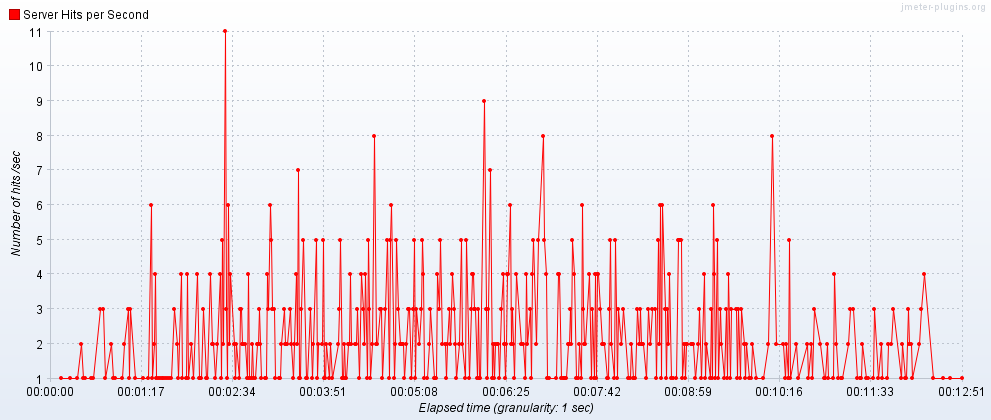 jmeter-plugins.org
Server Hits per Second
11
10
9
8
7
6
5
4
3
2
1
Number of hits /sec
00:00:00 00:01:17 00:02:34 00:03:51 00:05:08 00:06:25 00:07:42 00:08:59 00:10:16 00:11:33 00:12:51
Elapsed time (granularity: 1 sec)